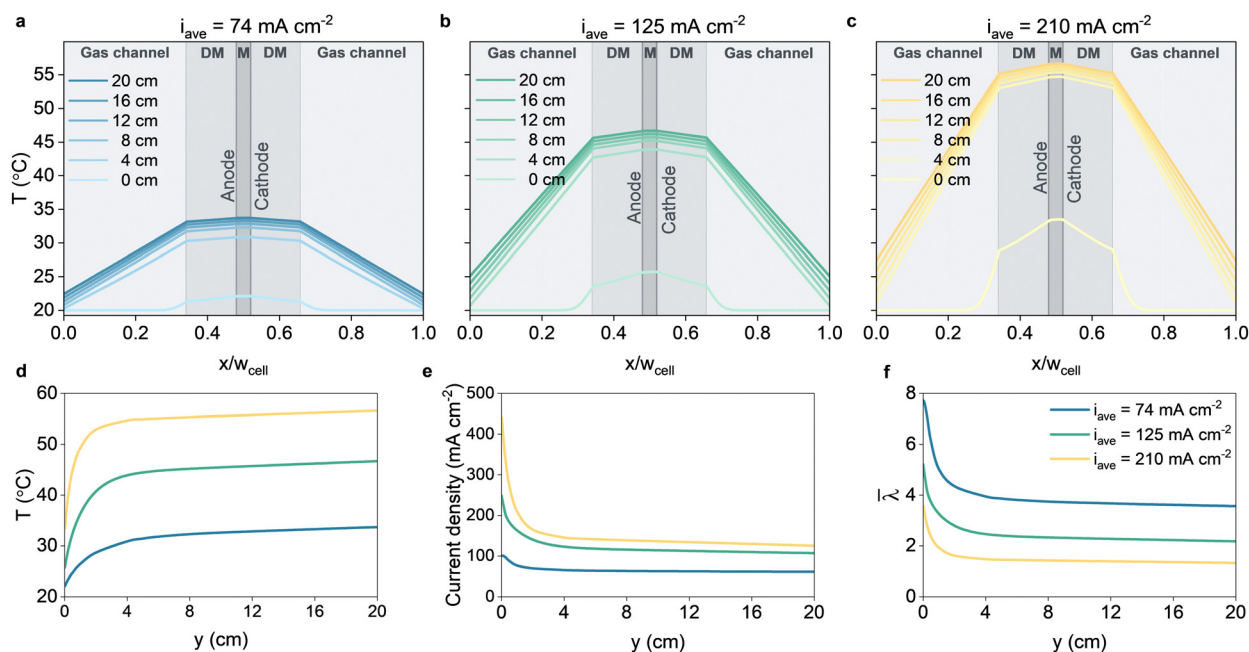 a
i_ave = 74 mA cm⁻²
Gas channel DM M DM Gas channel
20 cm
16 cm
12 cm
8 cm
4 cm
0 cm
Anode
Cathode
T (°C)
55
50
45
40
35
30
25
20
0.0 0.2 0.4 0.6 0.8 1.0
x/w_cell
b
i_ave = 125 mA cm⁻²
Gas channel DM M DM Gas channel
20 cm
16 cm
12 cm
8 cm
4 cm
0 cm
Anode
Cathode
0.0 0.2 0.4 0.6 0.8 1.0
x/w_cell
c
i_ave = 210 mA cm⁻²
Gas channel DM M DM Gas channel
20 cm
16 cm
12 cm
8 cm
4 cm
0 cm
Anode
Cathode
0.0 0.2 0.4 0.6 0.8 1.0
x/w_cell
d
T (°C)
60
50
40
30
20
0 4 8 12 16 20
y (cm)
e
Current density (mA cm⁻²)
500
400
300
200
100
0
0 4 8 12 16 20
y (cm)
f
λ̅
8
6
4
2
0
i_ave = 74 mA cm⁻²
i_ave = 125 mA cm⁻²
i_ave = 210 mA cm⁻²
0 4 8 12 16 20
y (cm)